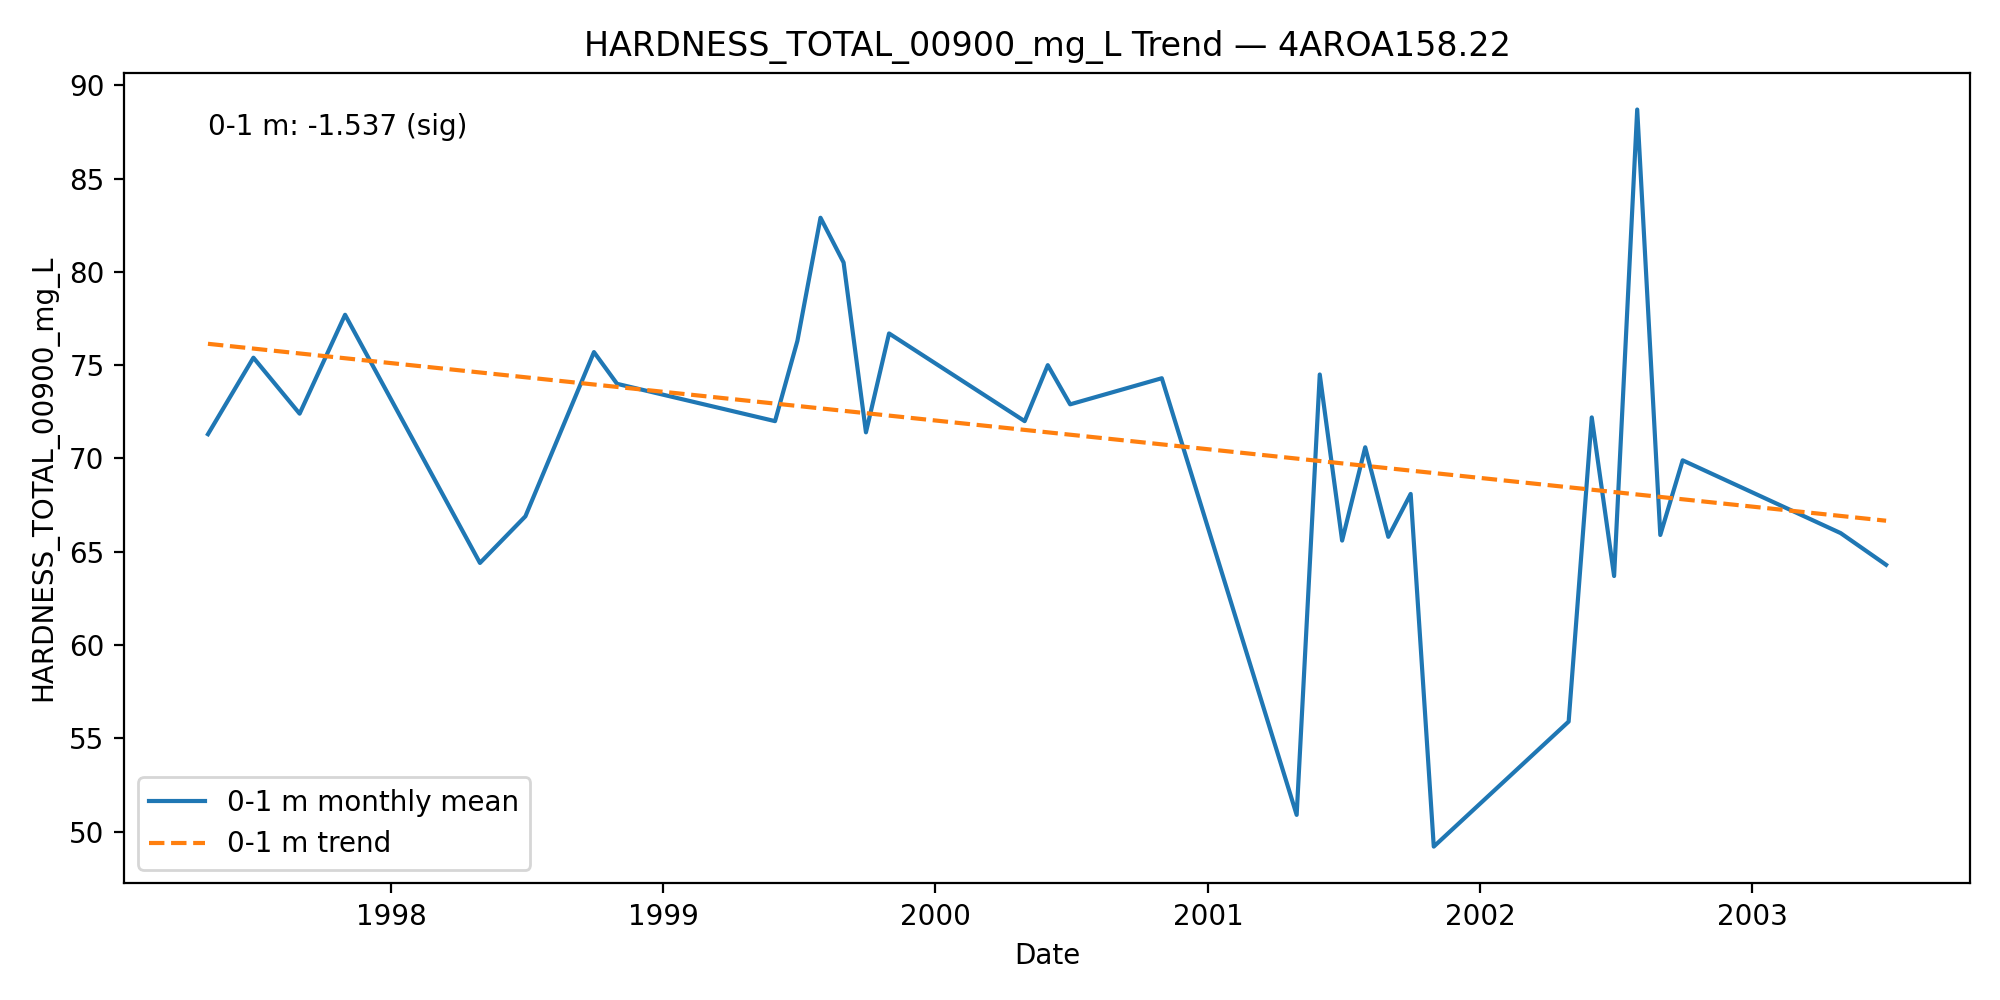 HARDNESS_TOTAL_00900_mg_L Trend — 4AROA158.22
0-1 m: -1.537 (sig)
HARDNESS_TOTAL_00900_mg_L
90
85
80
75
70
65
60
55
50
0-1 m monthly mean
0-1 m trend
1998
1999
2000
2001
2002
2003
Date